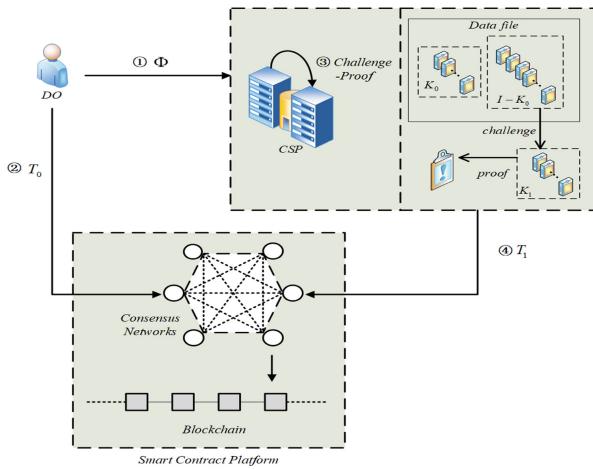 ① Φ
DO
② T₀
③ Challenge
-Proof
CSP
Data file
K₀
I − K₀
challenge
proof
K₁
④ T₁
Consensus
Networks
Blockchain
Smart Contract Platform